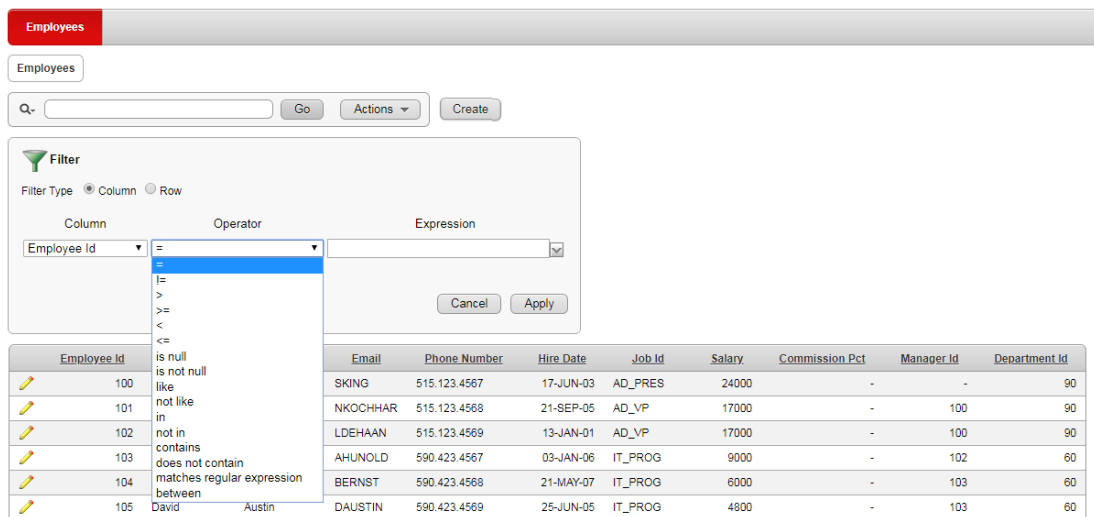 Employees
Employees
Go Actions Create
Filter
Filter Type Column Row
Column Operator Expression
Employee Id =
=
!=
>
>=
<
<=
is null
is not null
like
not like
in
not in
contains
does not contain
matches regular expression
between
Cancel Apply
Employee Id Email Phone Number Hire Date Job Id Salary Commission Pct Manager Id Department Id
100 SKING 515.123.4567 17-JUN-03 AD_PRES 24000 - - 90
101 NKOCHHAR 515.123.4568 21-SEP-05 AD_VP 17000 - 100 90
102 LDEHAAN 515.123.4569 13-JAN-01 AD_VP 17000 - 100 90
103 AHUNOLD 590.423.4567 03-JAN-06 IT_PROG 9000 - 102 60
104 BERNST 590.423.4568 21-MAY-07 IT_PROG 6000 - 103 60
105 David Austin DAUSTIN 590.423.4569 25-JUN-05 IT_PROG 4800 - 103 60